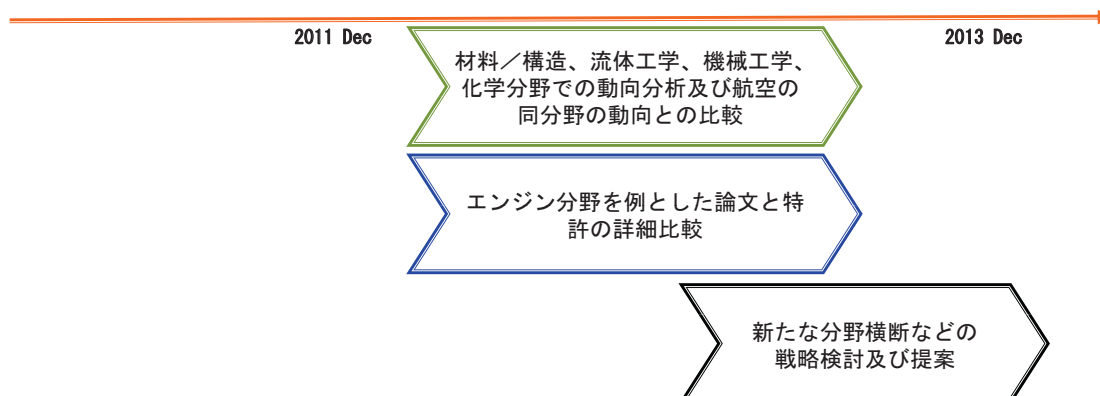 2011 Dec
2013 Dec
材料／構造、流体工学、機械工学、
化学分野での動向分析及び航空の
同分野の動向との比較
エンジン分野を例とした論文と特
許の詳細比較
新たな分野横断などの
戦略検討及び提案